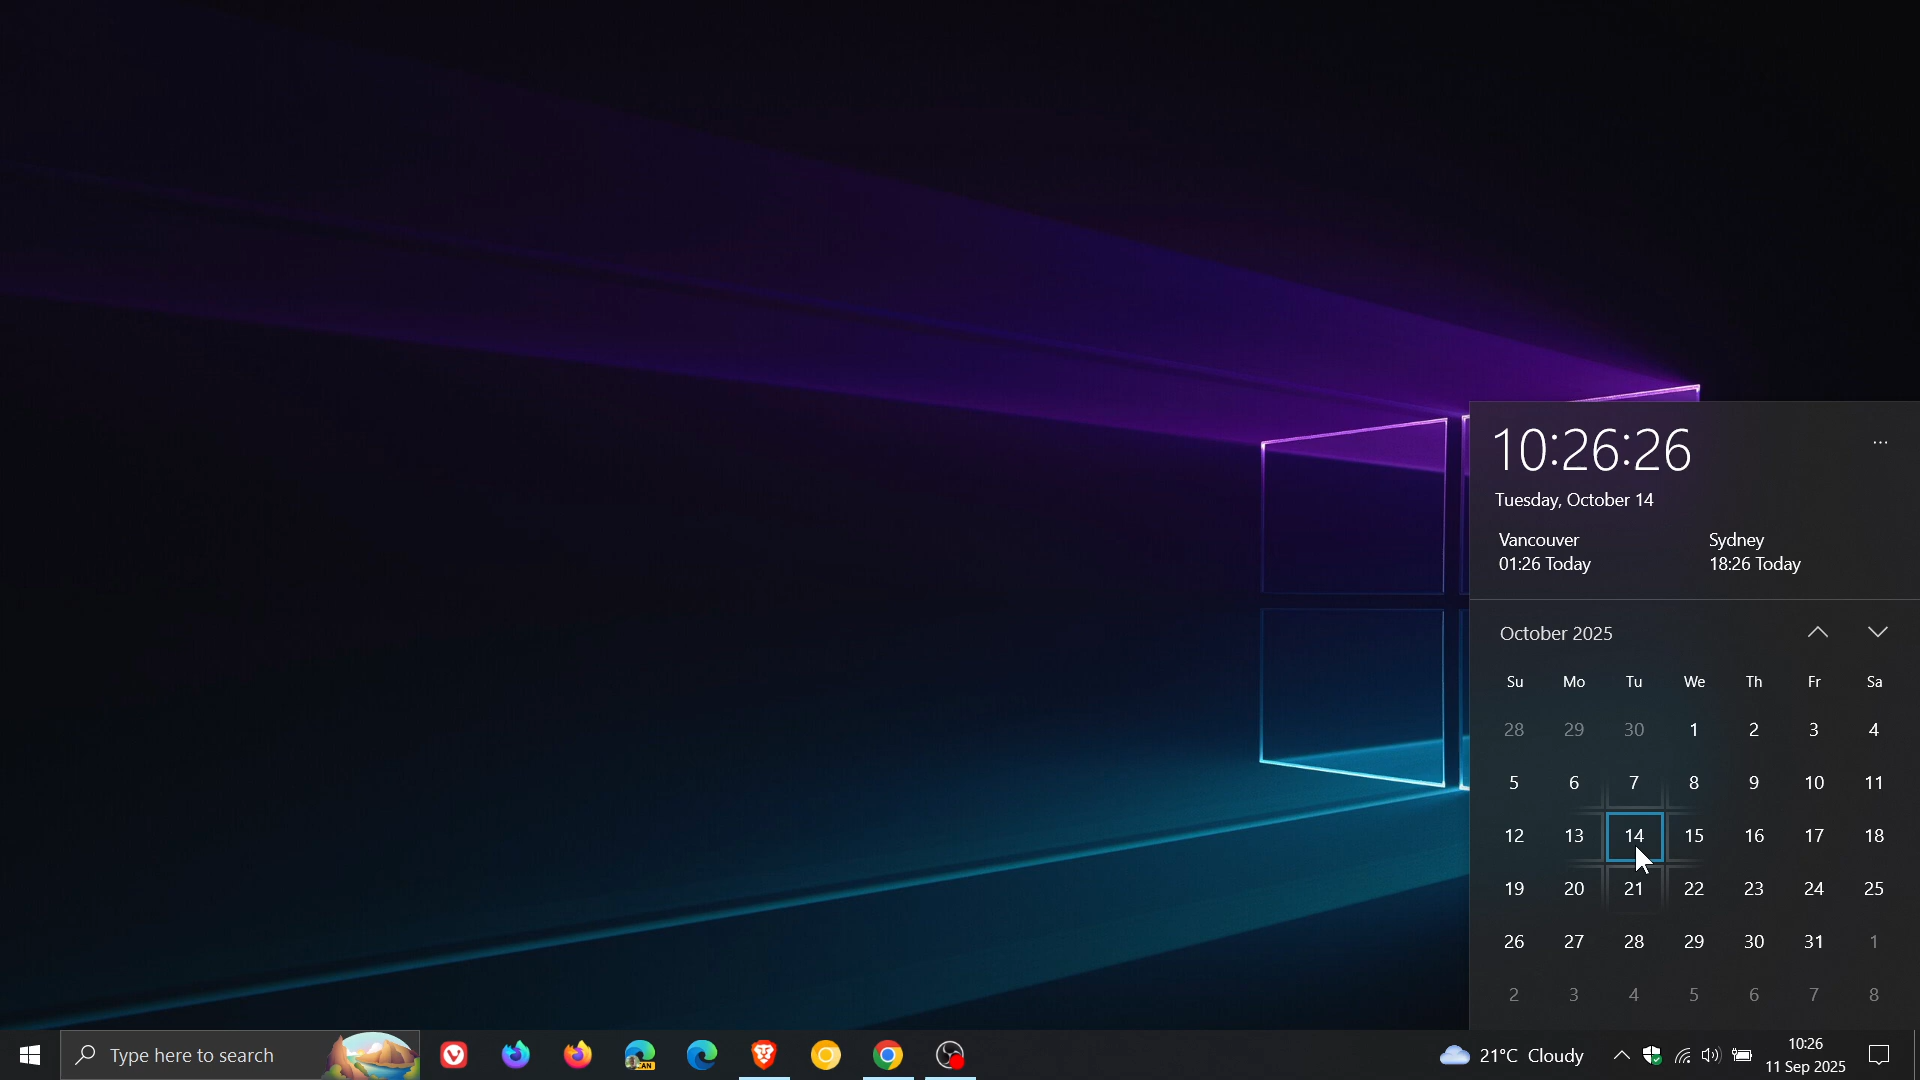 10:26:26
...
Tuesday, October 14
Vancouver
01:26 Today
Sydney
18:26 Today
October 2025
Su Mo Tu We Th Fr Sa
28 29 30 1 2 3 4
5 6 7 8 9 10 11
12 13 14 15 16 17 18
19 20 21 22 23 24 25
26 27 28 29 30 31 1
2 3 4 5 6 7 8
Type here to search
CAN
21°C Cloudy
10:26
11 Sep 2025